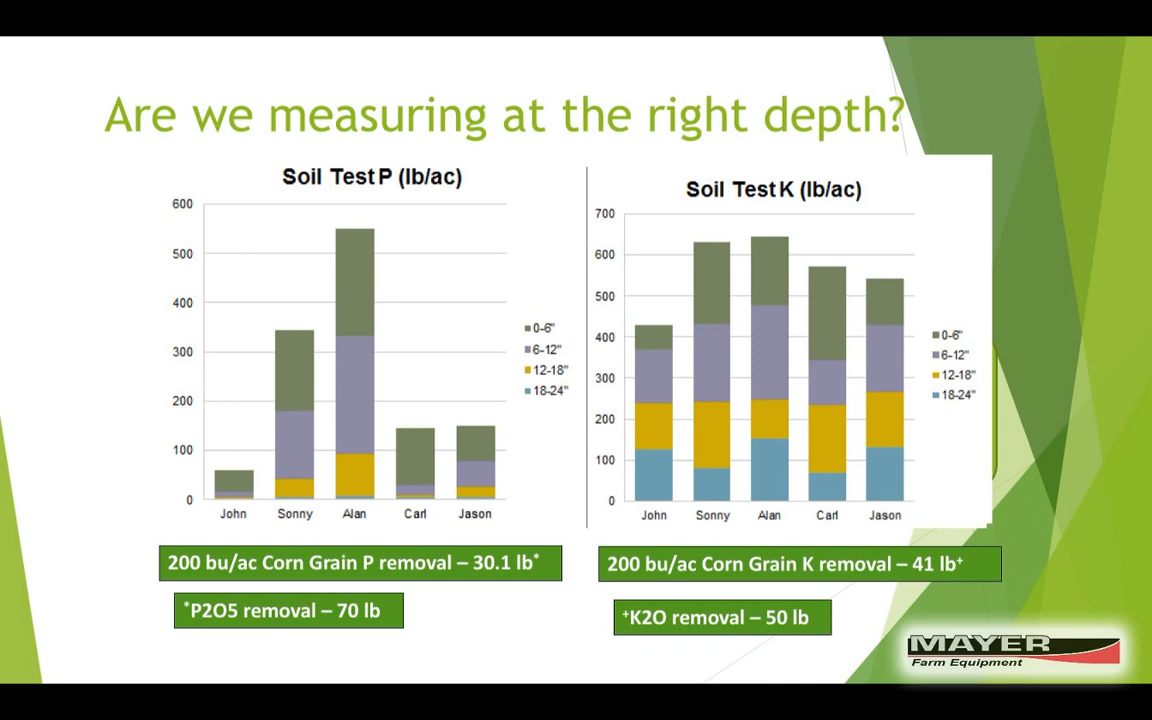 Are we measuring at the right depth?
Soil Test P (lb/ac)
600
500
400
300
200
100
0
John Sonny Alan Carl Jason
0-6"
6-12"
12-18"
18-24"
Soil Test K (lb/ac)
700
600
500
400
300
200
100
0
John Sonny Alan Carl Jason
0-6"
6-12"
12-18"
18-24"
200 bu/ac Corn Grain P removal – 30.1 lb*
*P2O5 removal – 70 lb
200 bu/ac Corn Grain K removal – 41 lb+
+K2O removal – 50 lb
MAYER
Farm Equipment